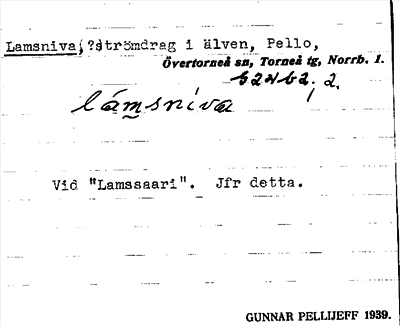 Lamsniva(?), strömdrag i älven, Pello,
Övertorneå sn, Torneå tg, Norrb. l.
lámsniva
Vid "Lamssaari". Jfr detta.
GUNNAR PELLIJEFF 1939.